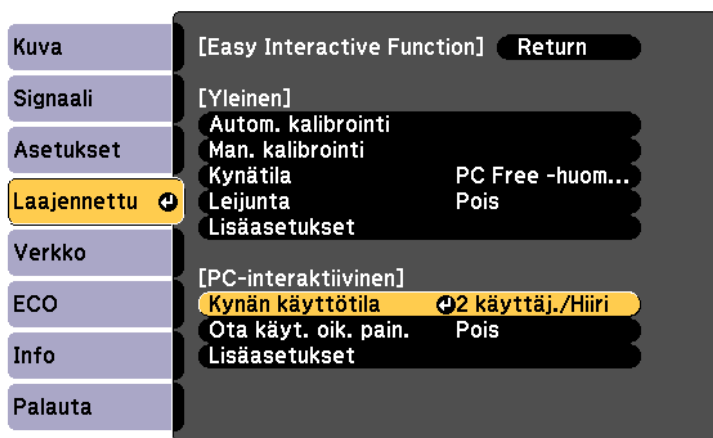 Kuva
Signaali
Asetukset
Laajennettu
Verkko
ECO
Info
Palauta
[Easy Interactive Function] Return
[Yleinen]
Autom. kalibrointi
Man. kalibrointi
Kynätila PC Free -huom...
Leijunta Pois
Lisäasetukset
[PC-interaktiivinen]
Kynän käyttötila 2 käyttäj./Hiiri
Ota käyt. oik. pain. Pois
Lisäasetukset